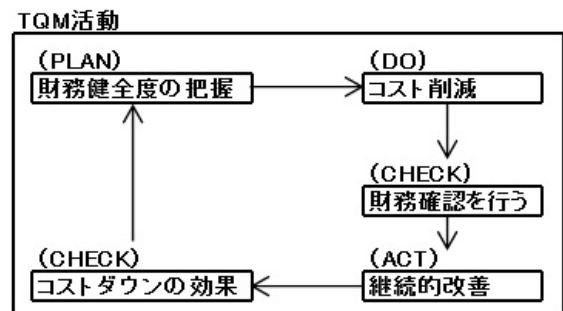 TQM活動
(PLAN)
財務健全度の把握
(DO)
コスト削減
(CHECK)
財務確認を行う
(ACT)
継続的改善
(CHECK)
コストダウンの効果